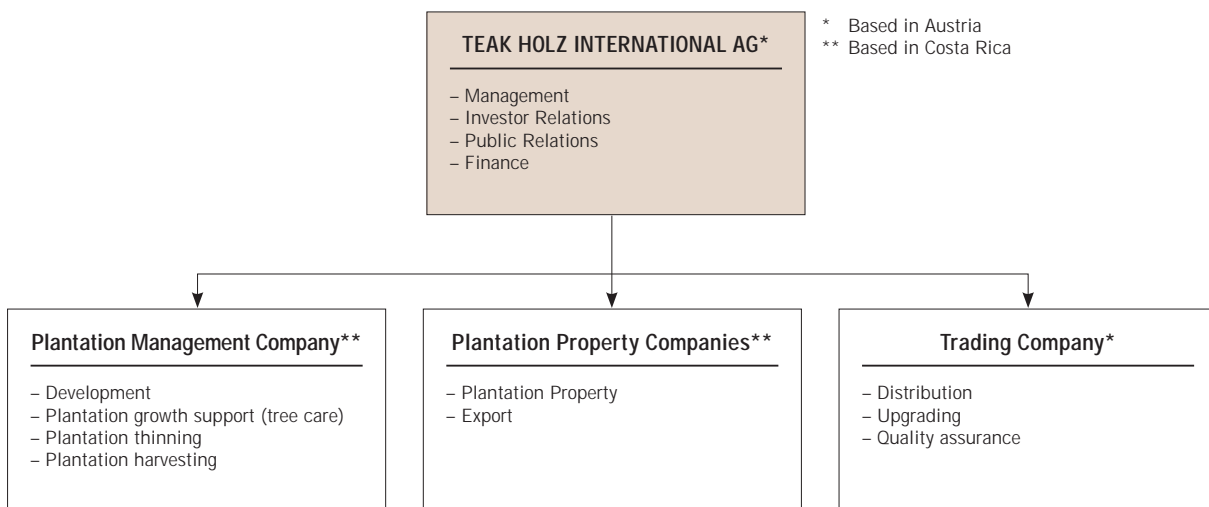 TEAK HOLZ INTERNATIONAL AG*
– Management
– Investor Relations
– Public Relations
– Finance
* Based in Austria
** Based in Costa Rica
Plantation Management Company**
– Development
– Plantation growth support (tree care)
– Plantation thinning
– Plantation harvesting
Plantation Property Companies**
– Plantation Property
– Export
Trading Company*
– Distribution
– Upgrading
– Quality assurance